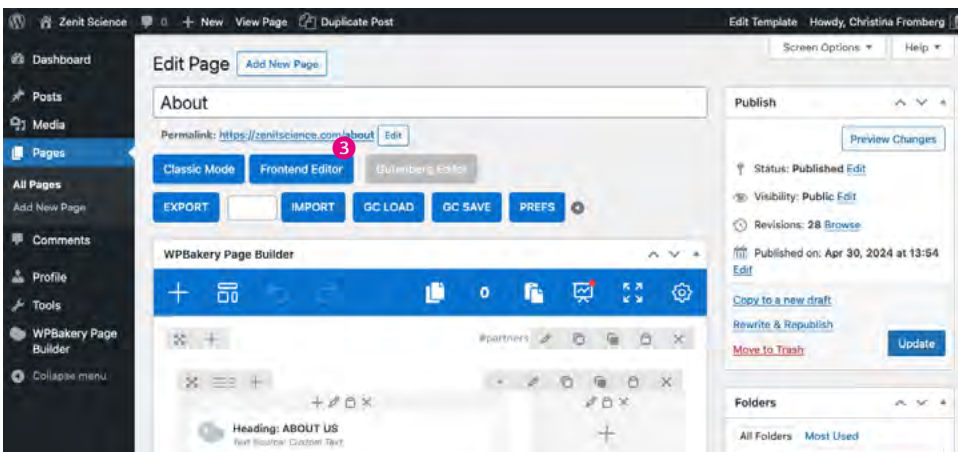 Zenit Science 0 + New View Page Duplicate Post Edit Template Howdy, Christina Fromberg
Screen Options Help
Dashboard
Posts
Media
Pages
All Pages
Add New Page
Comments
Profile
Tools
WPBakery Page
Builder
Collapse menu
Edit Page Add New Page
About
Permalink: https://zenitscience.com/about Edit
3
Classic Mode Frontend Editor Gutenberg Editor
EXPORT IMPORT GC LOAD GC SAVE PREFS
WPBakery Page Builder
0
#partners
Heading: ABOUT US
Text Source: Custom Text
Publish
Preview Changes
Status: Published Edit
Visibility: Public Edit
Revisions: 28 Browse
Published on: Apr 30, 2024 at 13:54
Edit
Copy to a new draft
Rewrite & Republish
Move to Trash Update
Folders
All Folders Most Used